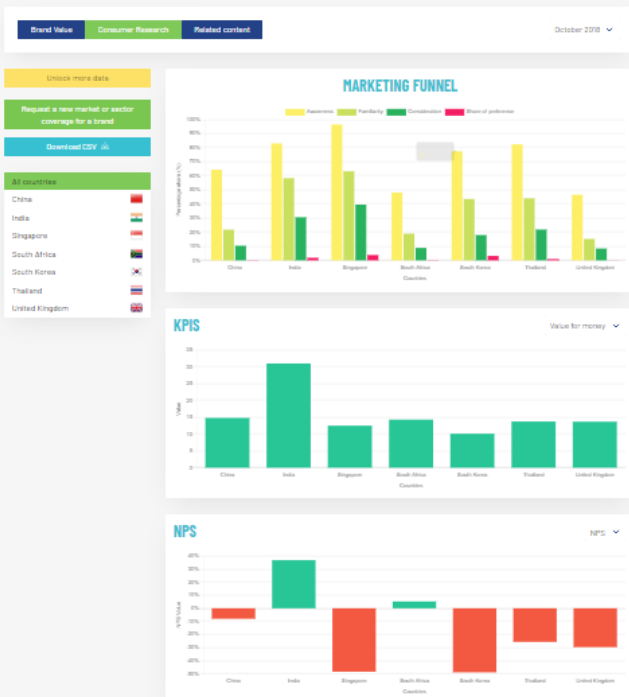 Brand Value
Consumer Research
Related content
October 2018
Unlock more data
Request a new market or sector
coverage for a brand
Download CSV
All countries
China
India
Singapore
South Africa
South Korea
Thailand
United Kingdom
MARKETING FUNNEL
Awareness
Familiarity
Consideration
Share of preference
100%
90%
80%
70%
60%
50%
40%
30%
20%
10%
0%
China
India
Singapore
South Africa
South Korea
Thailand
United Kingdom
Countries
KPIS
Value for money
Value
35
30
25
20
15
10
5
0
China
India
Singapore
South Africa
South Korea
Thailand
United Kingdom
Countries
NPS
NPS
NPS Value
40%
30%
20%
10%
0%
-10%
-20%
-30%
-40%
-50%
China
India
Singapore
South Africa
South Korea
Thailand
United Kingdom
Countries